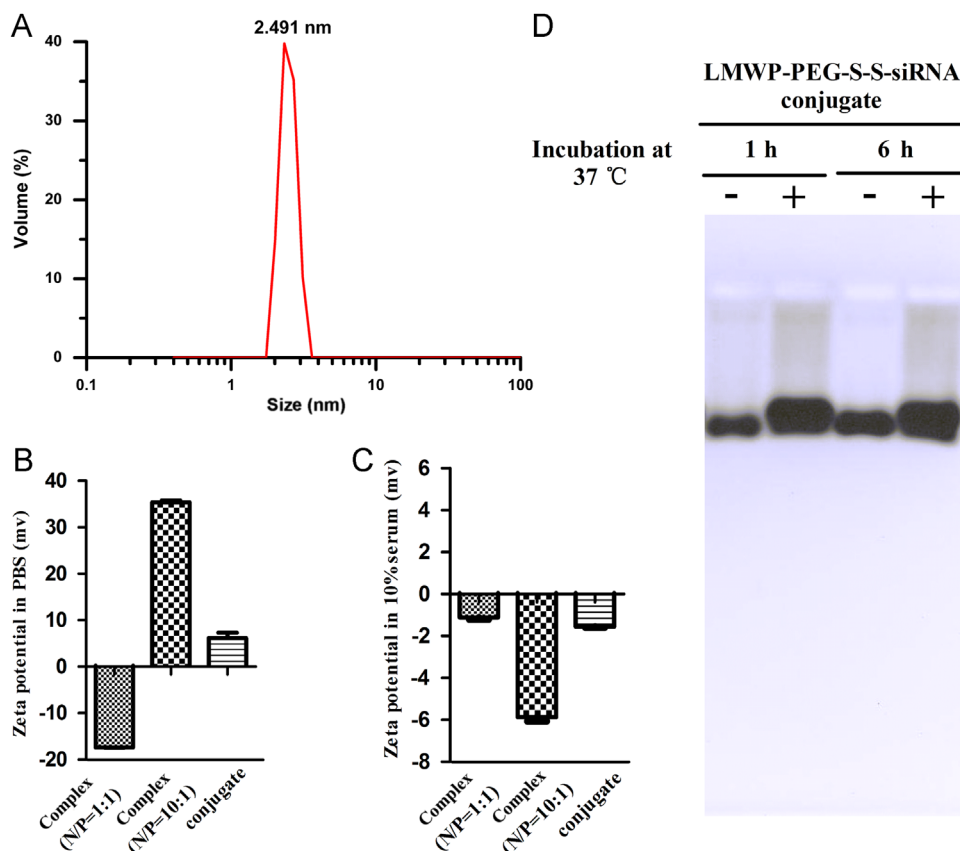 A
2.491 nm
Volume (%)
40
30
20
10
0
0.1
1
10
100
Size (nm)
B
Zeta potential in PBS (mv)
40
30
20
10
0
-10
-20
Complex
(N/P=1:1)
Complex
(N/P=10:1)
conjugate
C
Zeta potential in 10% serum (mv)
6
4
2
0
-2
-4
-6
-8
Complex
(N/P=1:1)
Complex
(N/P=10:1)
conjugate
D
LMWP-PEG-S-S-siRNA
conjugate
Incubation at
37 ℃
1 h
6 h
- + - +